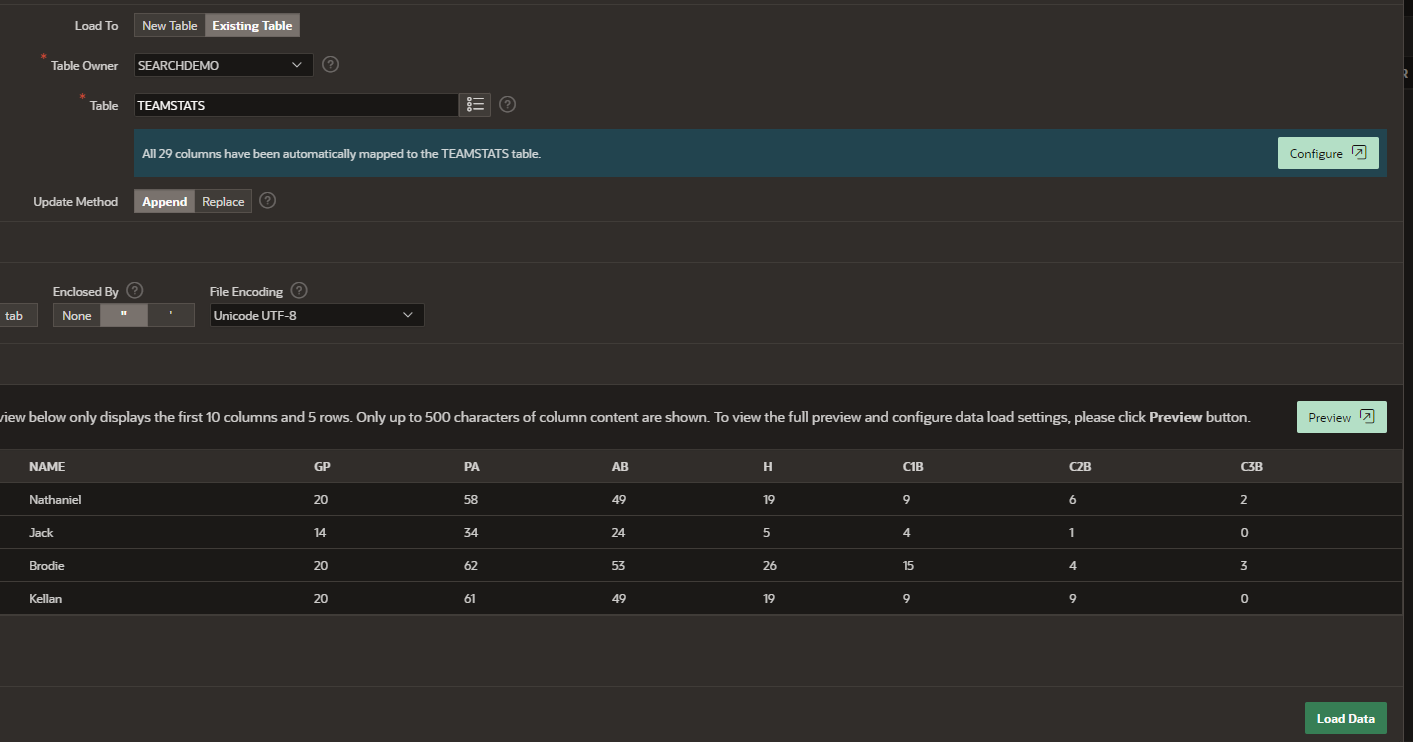 Load To New Table Existing Table
* Table Owner SEARCHDEMO ?
* Table TEAMSTATS ?
All 29 columns have been automatically mapped to the TEAMSTATS table. Configure
Update Method Append Replace ?
Enclosed By ? File Encoding ?
tab None " ' Unicode UTF-8
view below only displays the first 10 columns and 5 rows. Only up to 500 characters of column content are shown. To view the full preview and configure data load settings, please click Preview button. Preview
NAME GP PA AB H C1B C2B C3B
Nathaniel 20 58 49 19 9 6 2
Jack 14 34 24 5 4 1 0
Brodie 20 62 53 26 15 4 3
Kellan 20 61 49 19 9 9 0
Load Data